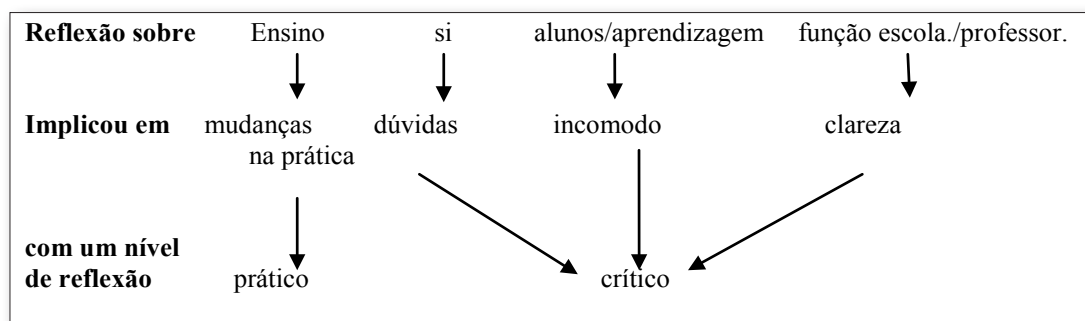 Reflexão sobre Ensino si alunos/aprendizagem função escola./professor.
Implicou em mudanças dúvidas incomodo clareza
na prática
com um nível
de reflexão prático crítico